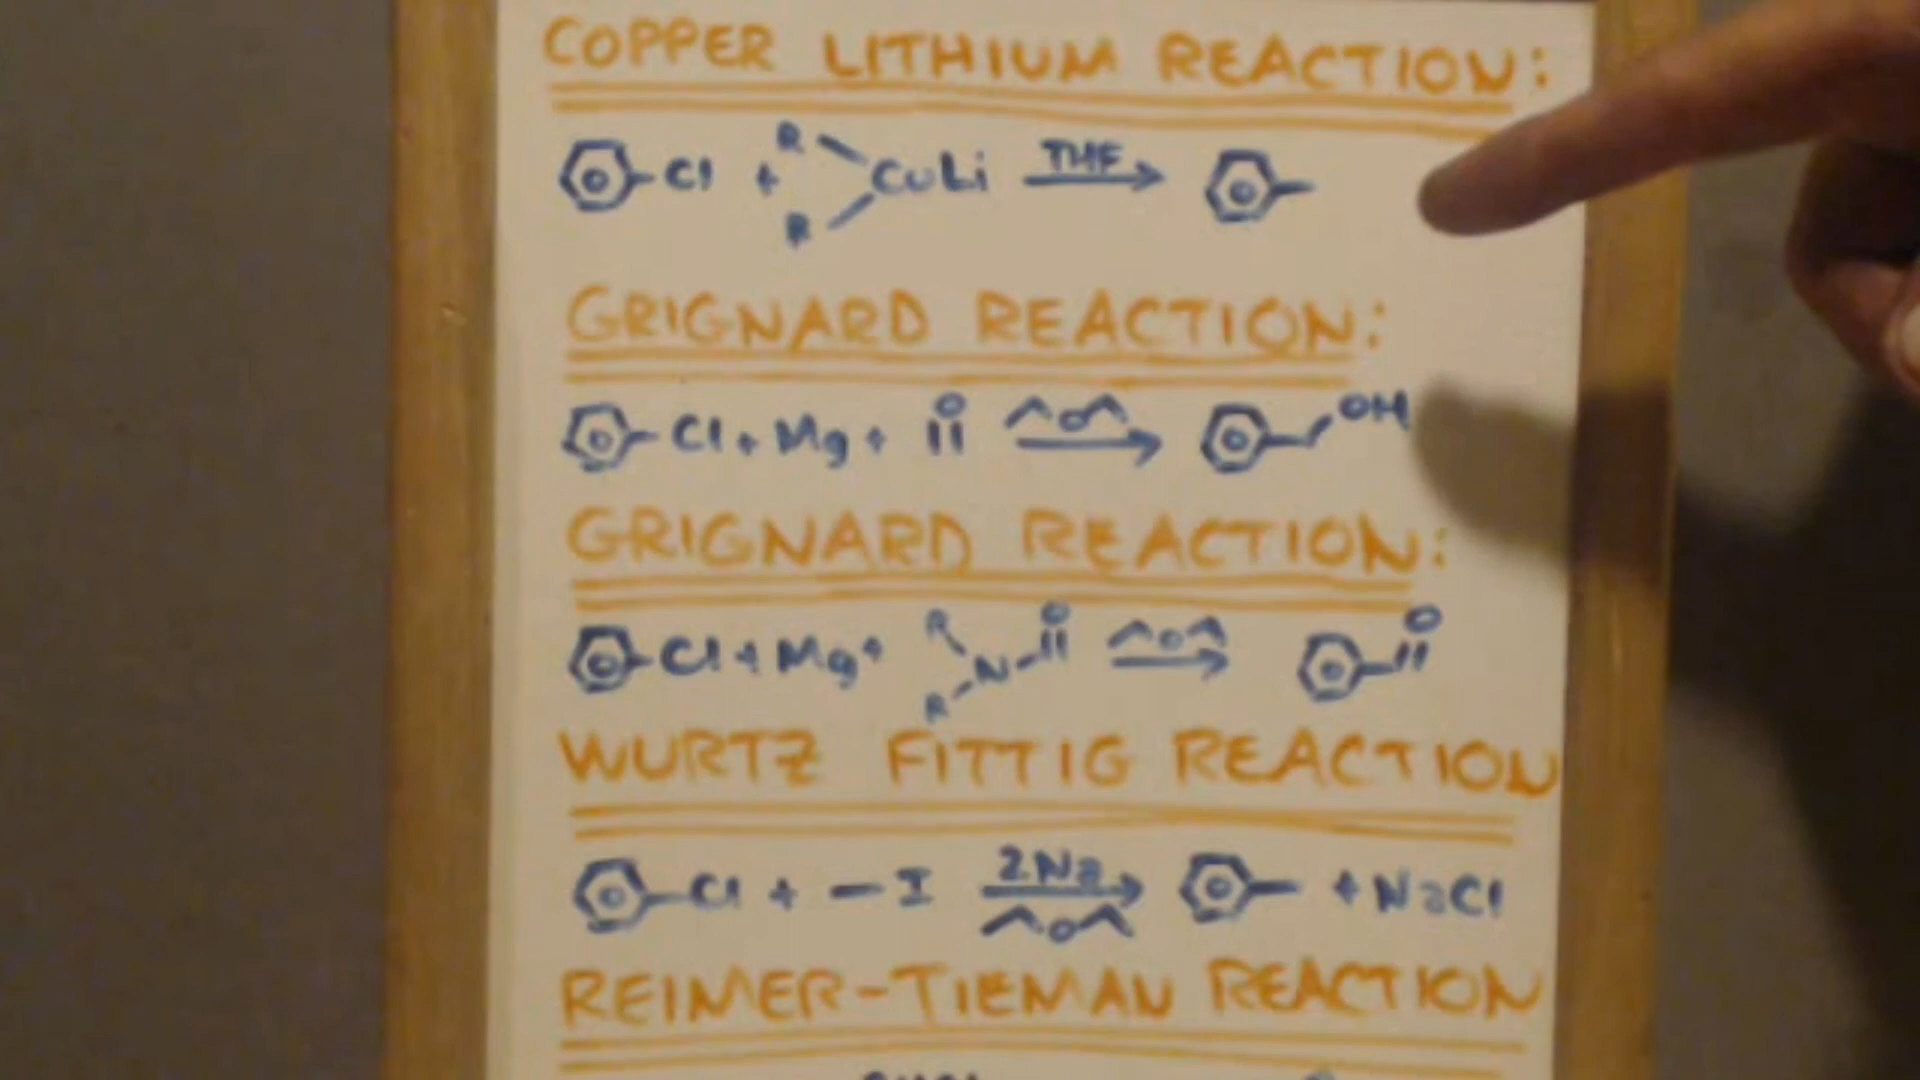 COPPER LITHIUM REACTION:
Cl + R R CuLi THF
GRIGNARD REACTION:
Cl + Mg + O O OH
GRIGNARD REACTION:
Cl + Mg + R R N O O O
WURTZ FITTIG REACTION
Cl + I 2Na O + NaCl
REIMER-TIEMAN REACTION